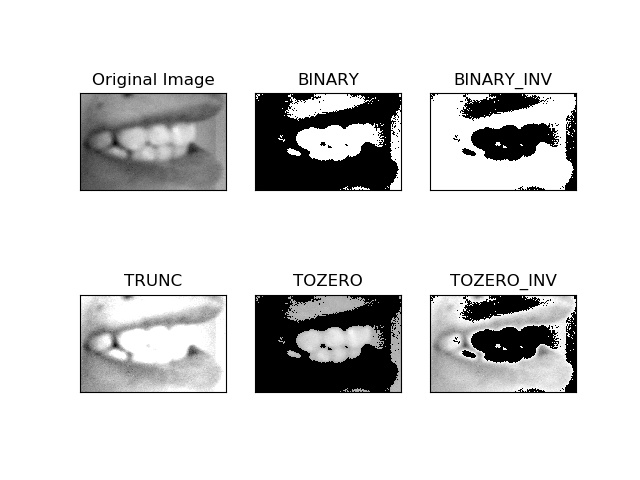 Original Image
BINARY
BINARY_INV
TRUNC
TOZERO
TOZERO_INV